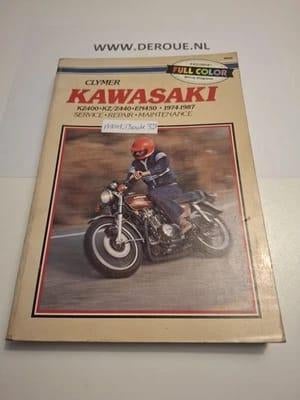 WWW.DEROUE.NL
FULL COLOR
CLYMER
KAWASAKI
KZ400•KZ/Z440•EN450 • 1974-1987
SERVICE • REPAIR • MAINTENANCE